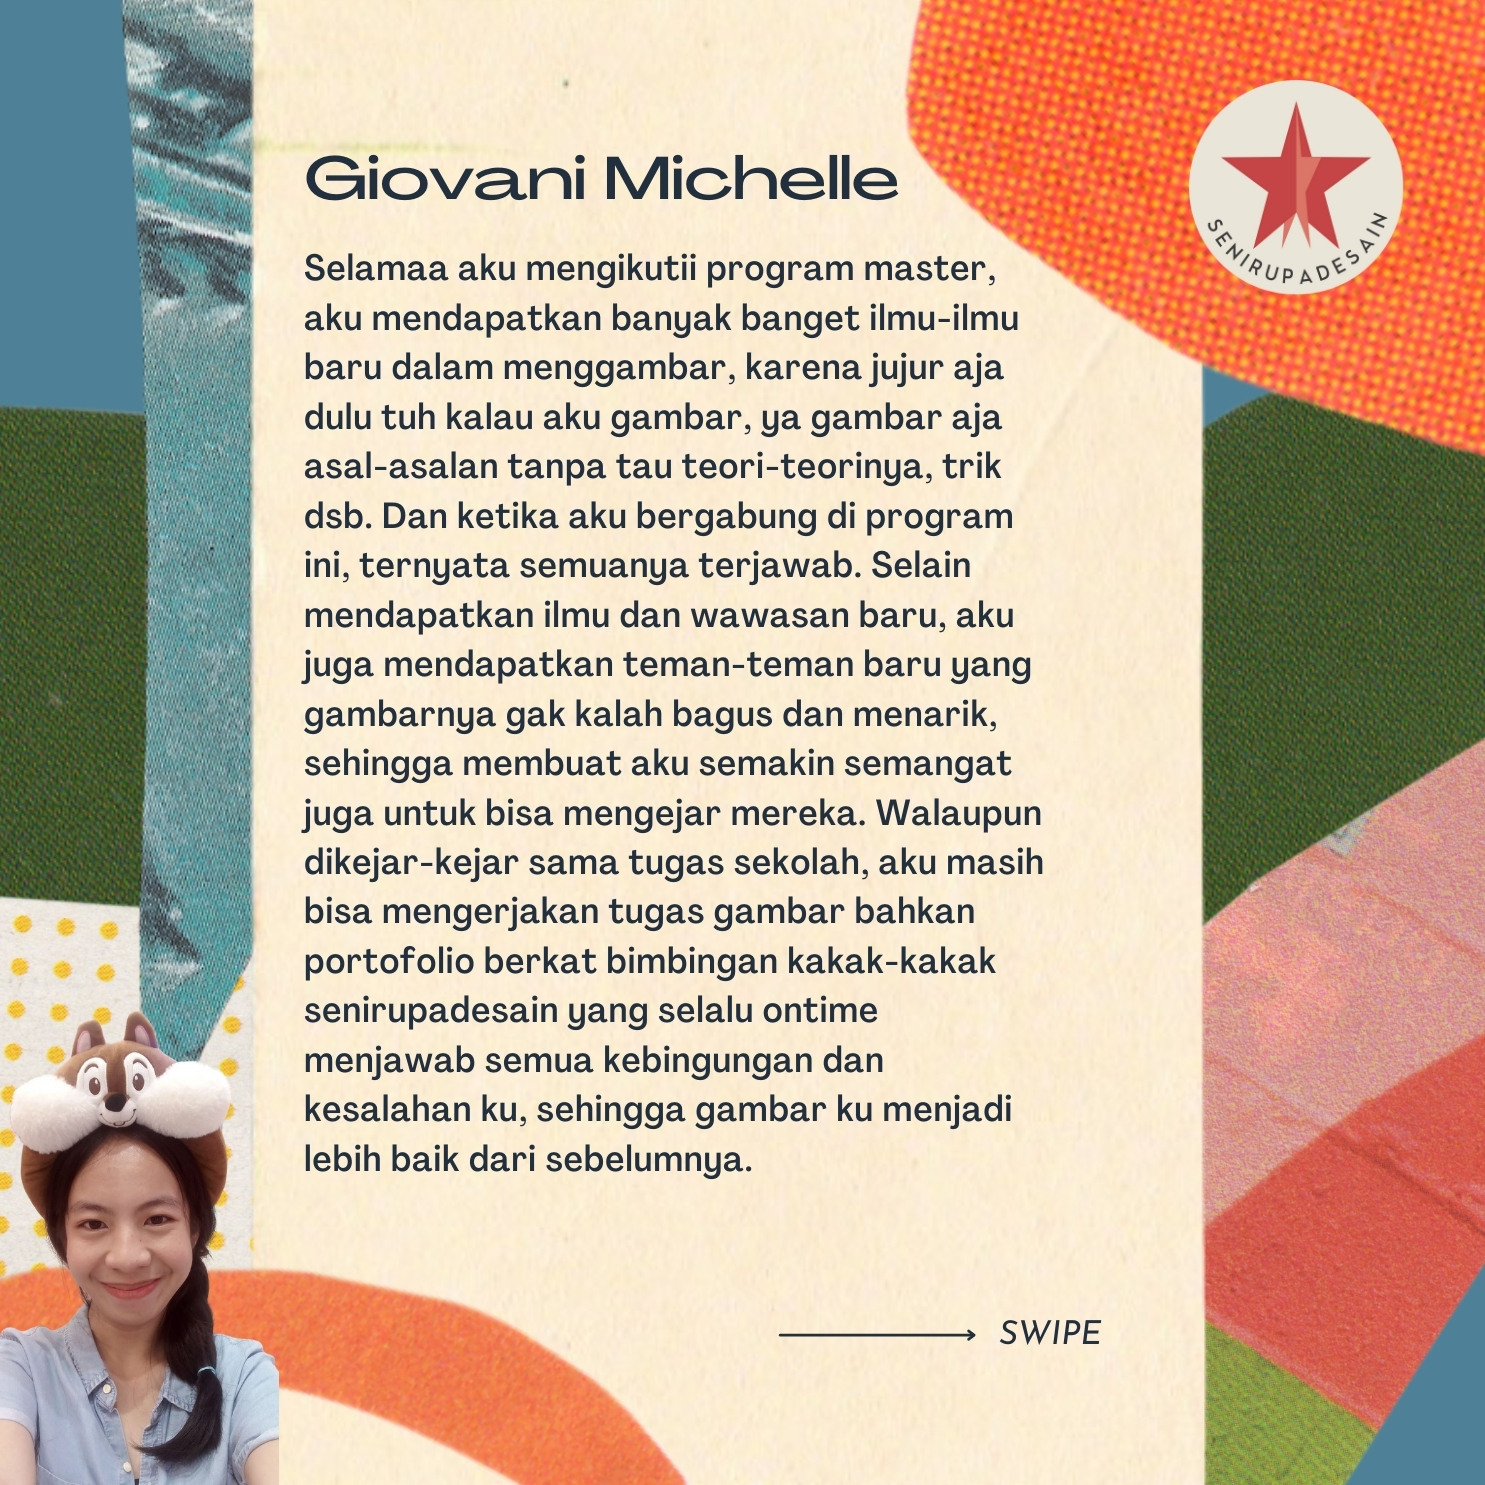 Giovani Michelle
SENIRUPADESAIN
Selamaa aku mengikutii program master,
aku mendapatkan banyak banget ilmu-ilmu
baru dalam menggambar, karena jujur aja
dulu tuh kalau aku gambar, ya gambar aja
asal-asalan tanpa tau teori-teorinya, trik
dsb. Dan ketika aku bergabung di program
ini, ternyata semuanya terjawab. Selain
mendapatkan ilmu dan wawasan baru, aku
juga mendapatkan teman-teman baru yang
gambarnya gak kalah bagus dan menarik,
sehingga membuat aku semakin semangat
juga untuk bisa mengejar mereka. Walaupun
dikejar-kejar sama tugas sekolah, aku masih
bisa mengerjakan tugas gambar bahkan
portofolio berkat bimbingan kakak-kakak
senirupadesain yang selalu ontime
menjawab semua kebingungan dan
kesalahan ku, sehingga gambar ku menjadi
lebih baik dari sebelumnya.
SWIPE